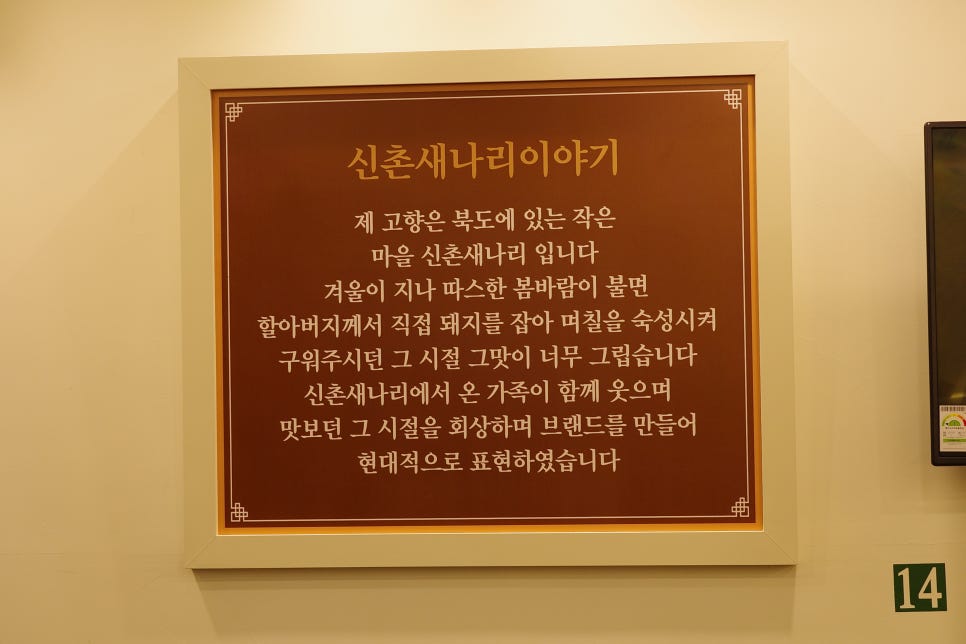 신촌새나리이야기
제 고향은 북도에 있는 작은
마을 신촌새나리 입니다
겨울이 지나 따스한 봄바람이 불면
할아버지께서 직접 돼지를 잡아 며칠을 숙성시켜
구워주시던 그 시절 그맛이 너무 그립습니다
신촌새나리에서 온 가족이 함께 웃으며
맛보던 그 시절을 회상하며 브랜드를 만들어
현대적으로 표현하였습니다
14